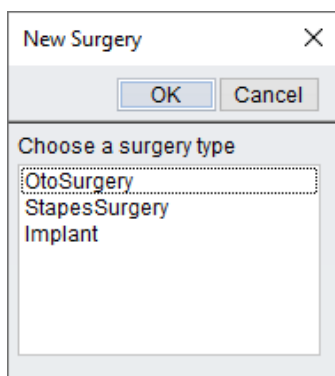 New Surgery
OK Cancel
Choose a surgery type
OtoSurgery
StapesSurgery
Implant